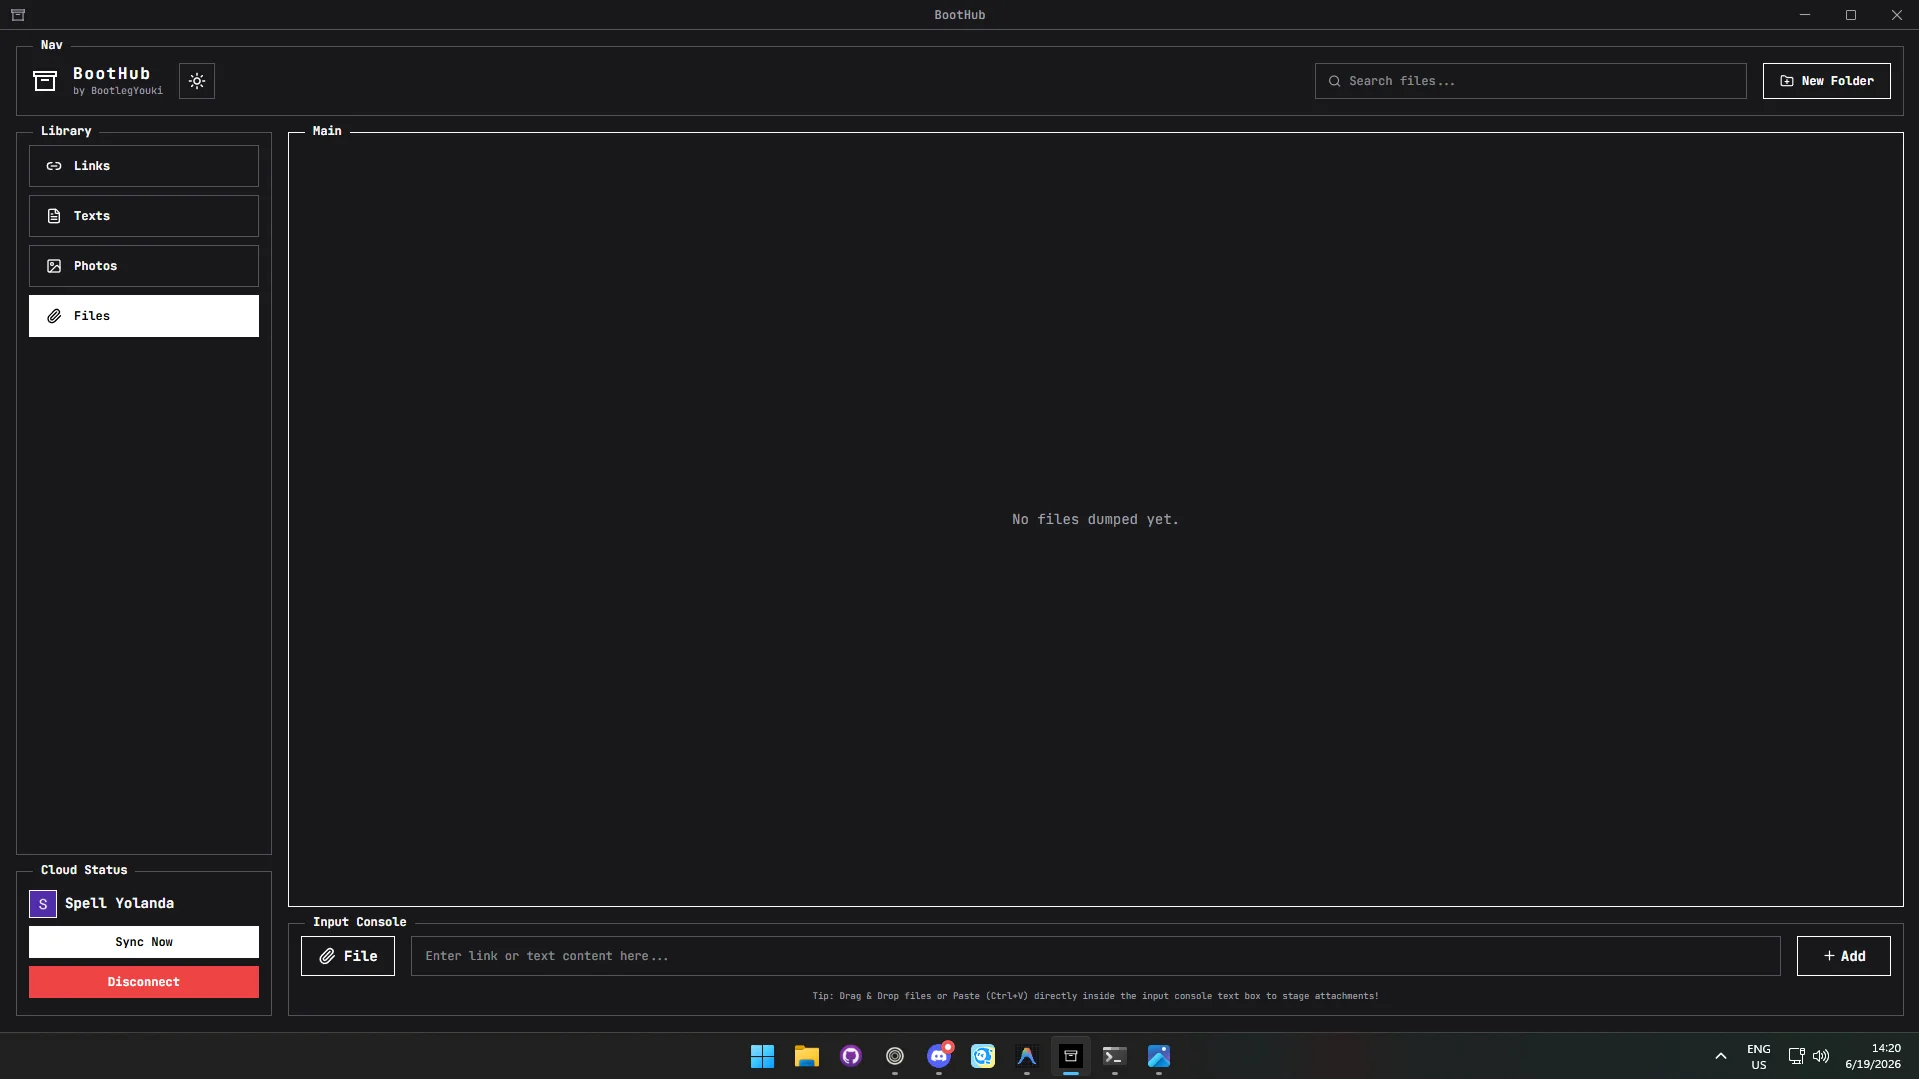 BootHub
Nav
BootHub
by BootlegYouki
Search files...
New Folder
Library
Links
Texts
Photos
Files
Main
No files dumped yet.
Cloud Status
S
Spell Yolanda
Sync Now
Disconnect
Input Console
File
Enter link or text content here...
+ Add
Tip: Drag & Drop files or Paste (Ctrl+V) directly inside the input console text box to stage attachments!
ENG
US
14:20
6/19/2026